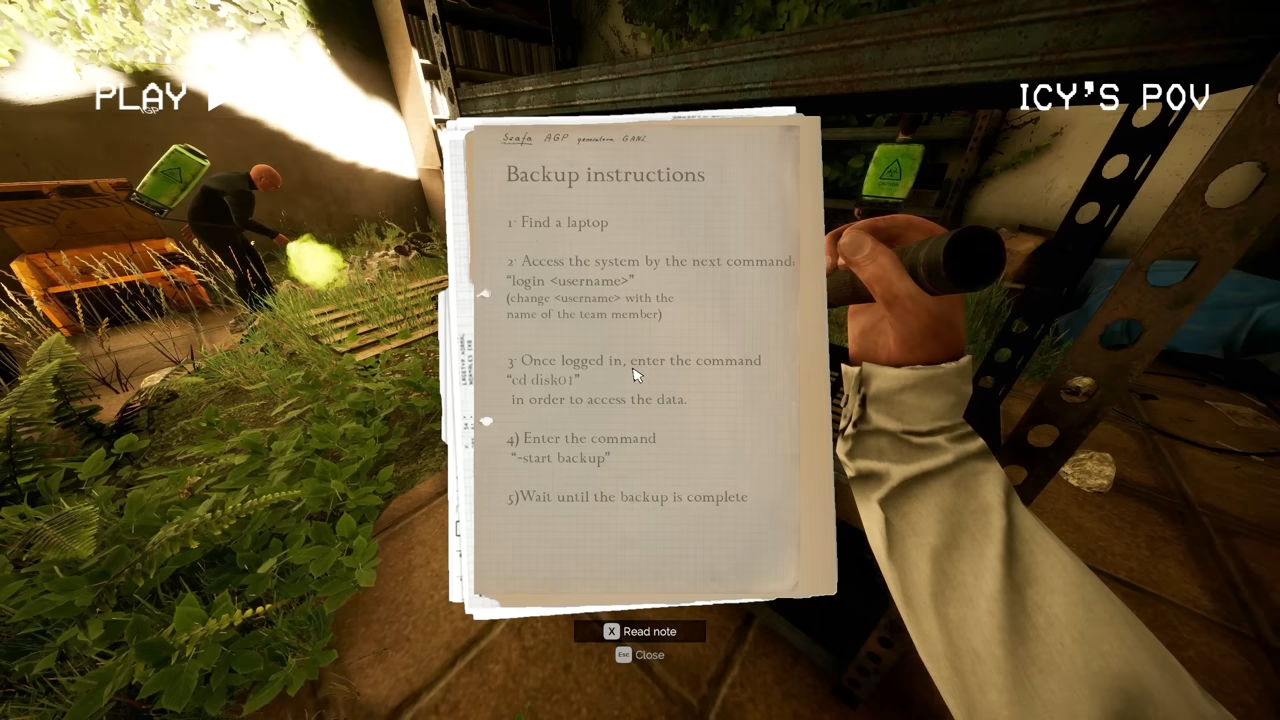 PLAY
ICY'S POV
AGP
Backup instructions
1· Find a laptop
2· Access the system by the next command:
“login <username>”
(change <username> with the
name of the team member)
3· Once logged in, enter the command
“cd disk01”
in order to access the data.
4) Enter the command
“-start backup”
5)Wait until the backup is complete
X Read note
Esc Close